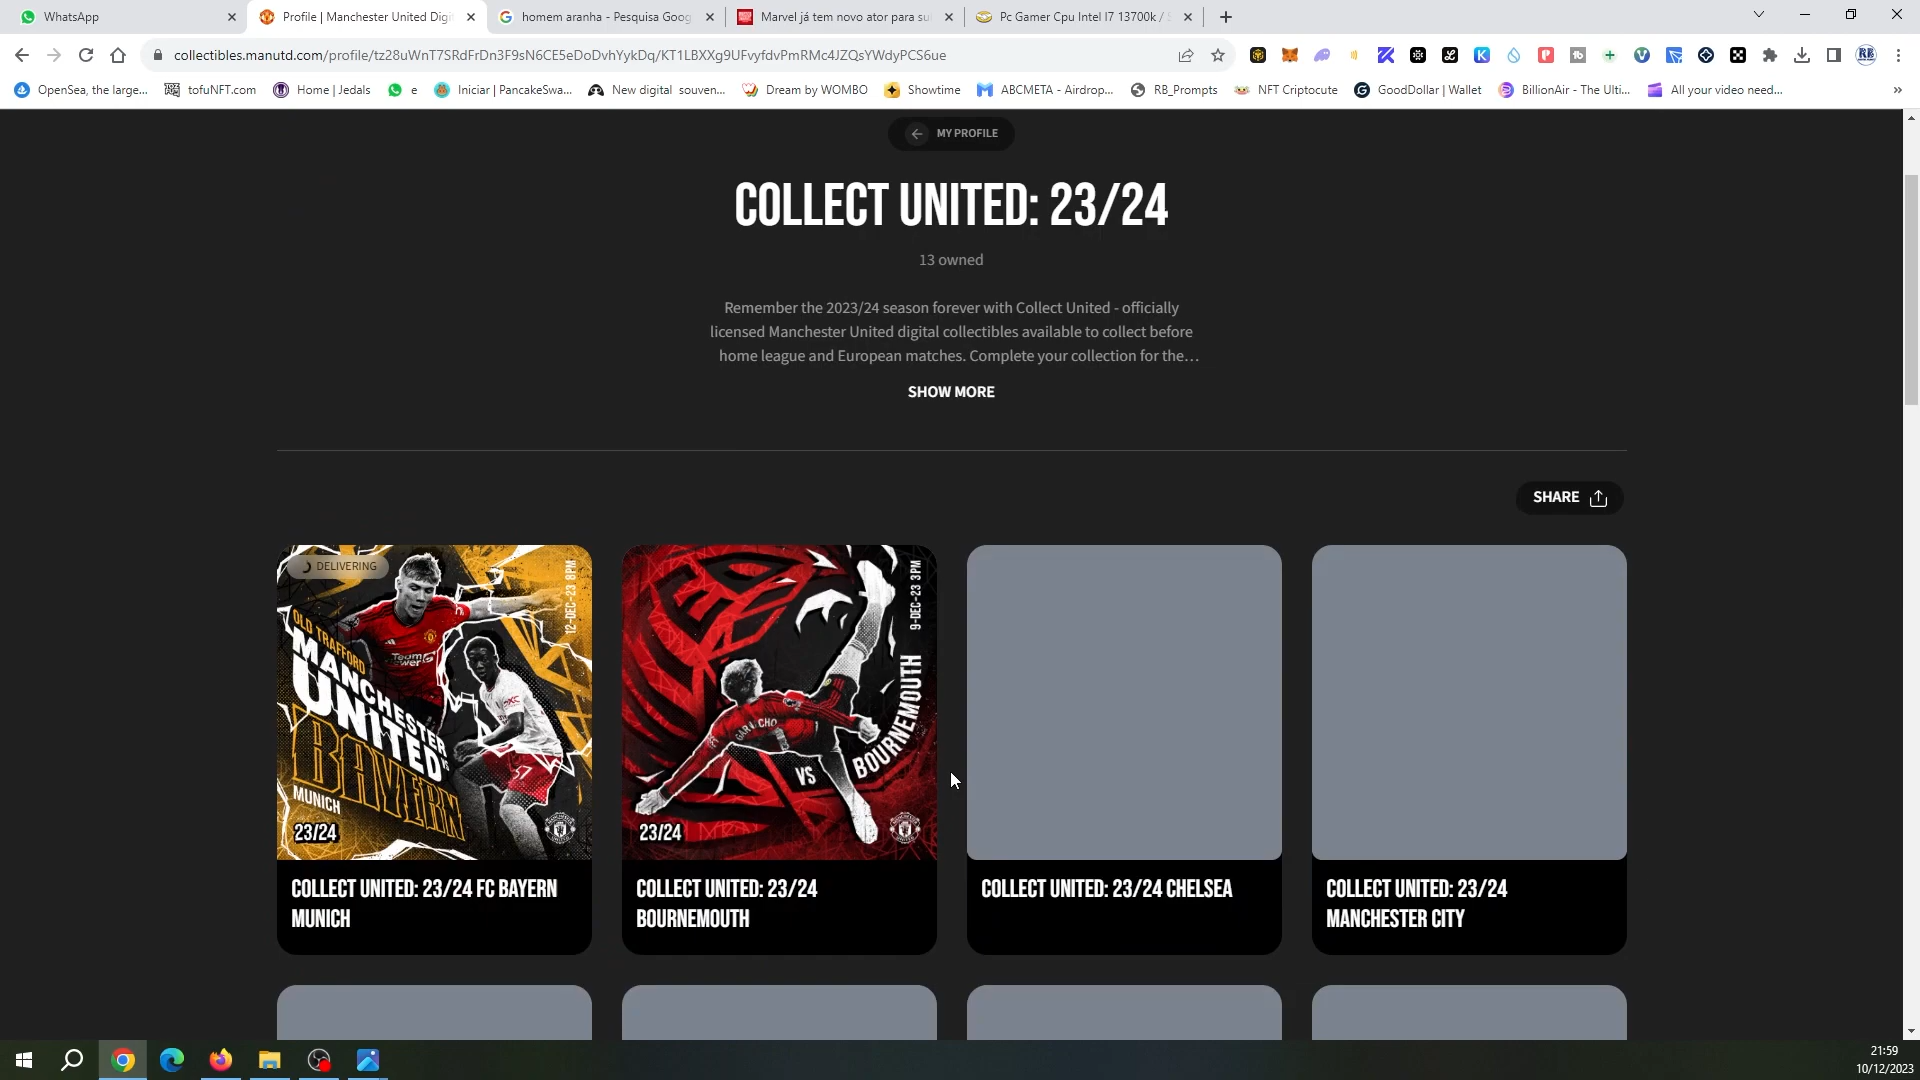 WhatsApp
Profile | Manchester United Digi
homem aranha - Pesquisa Goog
Marvel já tem novo ator para su
Pc Gamer Cpu Intel I7 13700k /
collectibles.manutd.com/profile/tz28uWnT7SRdFrDn3F9sN6CE5eDoDvhYykDq/KT1LBXXg9UFvyfdvPmRMc4JZQsYWdyPCS6ue
OpenSea, the large...
tofuNFT.com
Home | Jedals
e
Iniciar | PancakeSwa...
New digital souven...
Dream by WOMBO
Showtime
ABCMETA - Airdrop...
RB_Prompts
NFT Criptocute
GoodDollar | Wallet
BillionAir - The Ulti...
All your video need...
MY PROFILE
COLLECT UNITED: 23/24
13 owned
Remember the 2023/24 season forever with Collect United - officially
licensed Manchester United digital collectibles available to collect before
home league and European matches. Complete your collection for the...
SHOW MORE
SHARE
DELIVERING
12-DEC-23 8PM
OLD TRAFFORD
MANCHESTER
UNITED
VS
BAYERN
MUNICH
23/24
9-DEC-23 3PM
VS
BOURNEMOUTH
23/24
COLLECT UNITED: 23/24 FC BAYERN
MUNICH
COLLECT UNITED: 23/24
BOURNEMOUTH
COLLECT UNITED: 23/24 CHELSEA
COLLECT UNITED: 23/24
MANCHESTER CITY
21:59
10/12/2023